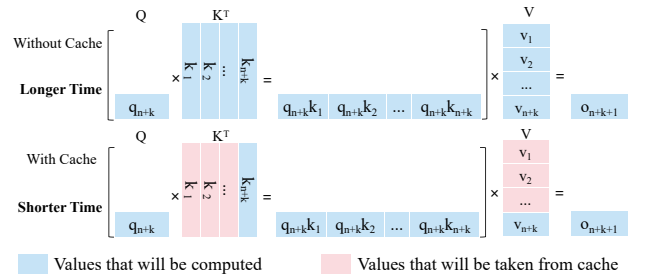 Q K^T V
Without Cache
Longer Time
q_{n+k} × k_1 k_2 ... k_{n+k} = q_{n+k}k_1 q_{n+k}k_2 ... q_{n+k}k_{n+k} × v_1 v_2 ... v_{n+k} = o_{n+k+1}
Q K^T V
With Cache
Shorter Time
q_{n+k} × k_1 k_2 ... k_{n+k} = q_{n+k}k_1 q_{n+k}k_2 ... q_{n+k}k_{n+k} × v_1 v_2 ... v_{n+k} = o_{n+k+1}
Values that will be computed Values that will be taken from cache